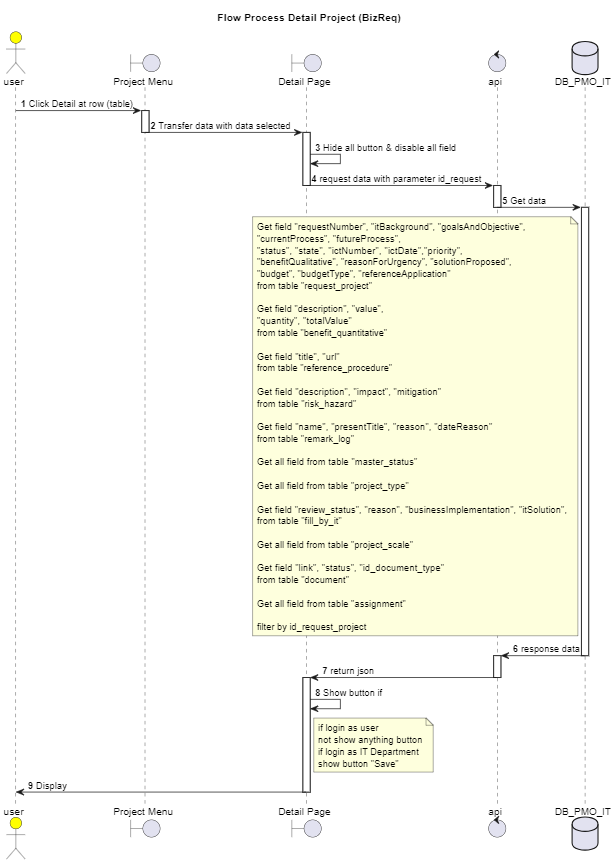 Flow Process Detail Project (BizReq)
user
Project Menu
Detail Page
api
DB_PMO_IT
1 Click Detail at row (table)
2 Transfer data with data selected
3 Hide all button & disable all field
4 request data with parameter id_request
5 Get data
Get field "requestNumber", "itBackground", "goalsAndObjective",
"currentProcess", "futureProcess",
"status", "state", "ictNumber", "ictDate","priority",
"benefitQualitative", "reasonForUrgency", "solutionProposed",
"budget", "budgetType", "referenceApplication"
from table "request_project"
Get field "description", "value",
"quantity", "totalValue"
from table "benefit_quantitative"
Get field "title", "url"
from table "reference_procedure"
Get field "description", "impact", "mitigation"
from table "risk_hazard"
Get field "name", "presentTitle", "reason", "dateReason"
from table "remark_log"
Get all field from table "master_status"
Get all field from table "project_type"
Get field "review_status", "reason", "businessImplementation", "itSolution",
from table "fill_by_it"
Get all field from table "project_scale"
Get field "link", "status", "id_document_type"
from table "document"
Get all field from table "assignment"
filter by id_request_project
6 response data
7 return json
8 Show button if
if login as user
not show anything button
if login as IT Department
show button "Save"
9 Display
user
Project Menu
Detail Page
api
DB_PMO_IT